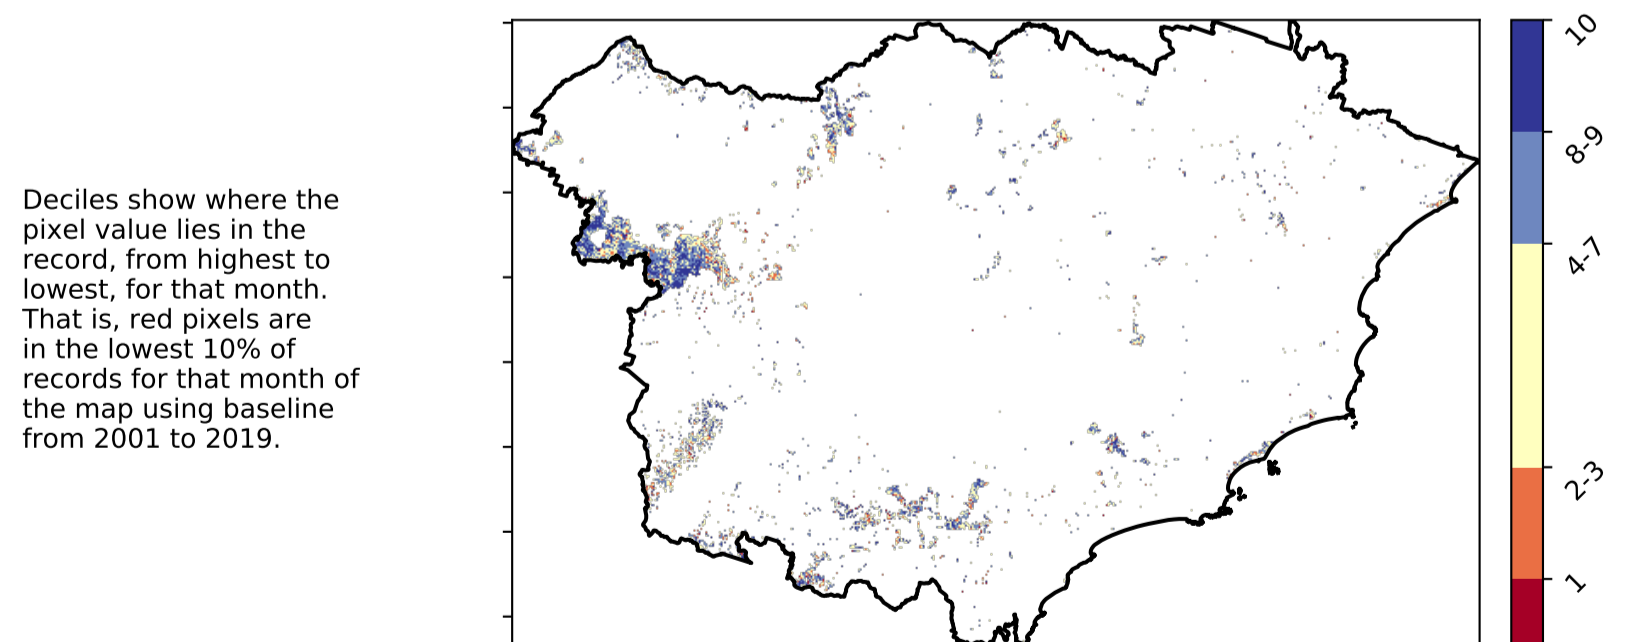 Deciles show where the
pixel value lies in the
record, from highest to
lowest, for that month.
That is, red pixels are
in the lowest 10% of
records for that month of
the map using baseline
from 2001 to 2019.
10
8-9
4-7
2-3
1